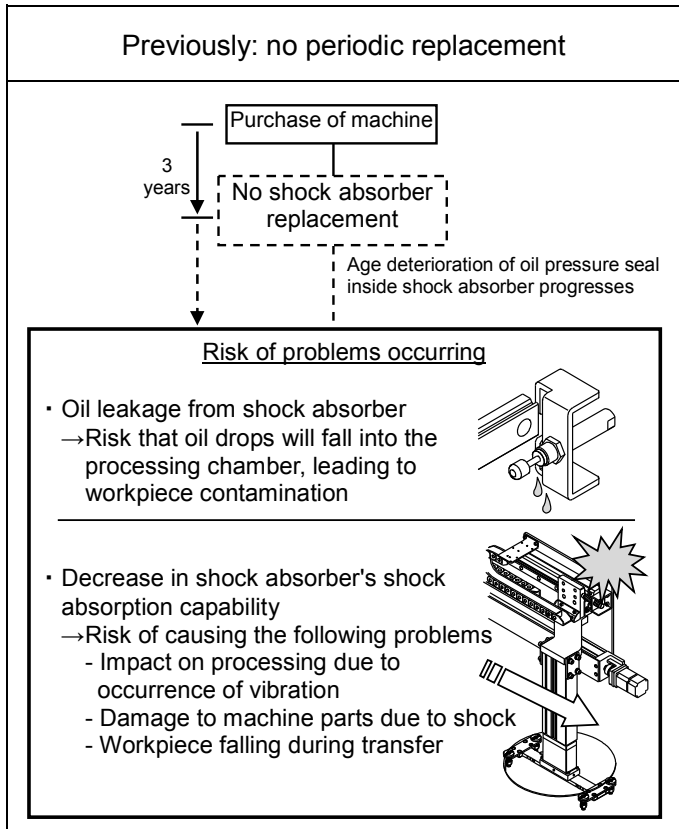 Previously: no periodic replacement
Purchase of machine
3
years
No shock absorber
replacement
Age deterioration of oil pressure seal
inside shock absorber progresses
Risk of problems occurring
・Oil leakage from shock absorber
→Risk that oil drops will fall into the
processing chamber, leading to
workpiece contamination
・Decrease in shock absorber's shock
absorption capability
→Risk of causing the following problems
- Impact on processing due to
occurrence of vibration
- Damage to machine parts due to shock
- Workpiece falling during transfer